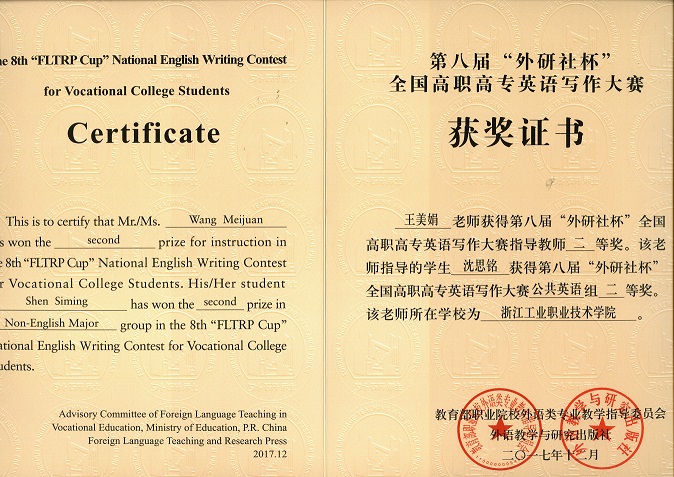 e 8th “FLTRP Cup” National English Writing Contest
for Vocational College Students
Certificate
This is to certify that Mr./Ms. Wang Meijuan
s won the second prize for instruction in
e 8th “FLTRP Cup” National English Writing Contest
r Vocational College Students. His/Her student
Shen Siming has won the second prize in
Non-English Major group in the 8th “FLTRP Cup”
ational English Writing Contest for Vocational College
udents.
Advisory Committee of Foreign Language Teaching in
Vocational Education, Ministry of Education, P.R. China
Foreign Language Teaching and Research Press
2017.12
第八届“外研社杯”
全国高职高专英语写作大赛
获奖证书
王美娟 老师获得第八届“外研社杯”全国
高职高专英语写作大赛指导教师 二 等奖。该老
师指导的学生 沈思铭 获得第八届“外研社杯”
全国高职高专英语写作大赛 公共英语 组 二 等奖。
该老师所在学校为 浙江工业职业技术学院 。
教育部职业院校外语类专业教学指导委员会
外语教学与研究出版社
二〇一七年十二月
外语教学与研究出版社